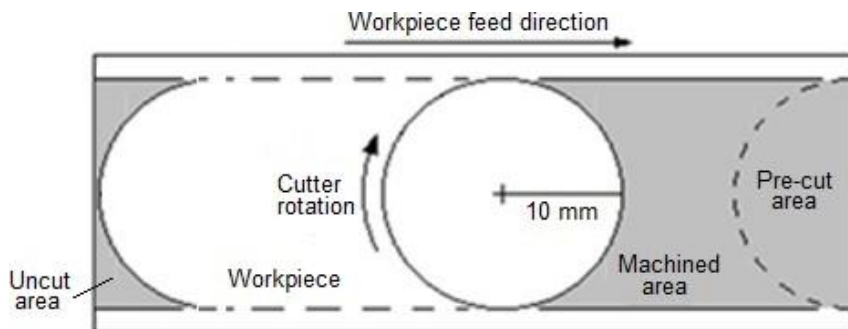 Workpiece feed direction
Cutter
rotation
10 mm
Pre-cut
area
Uncut
area
Workpiece
Machined
area